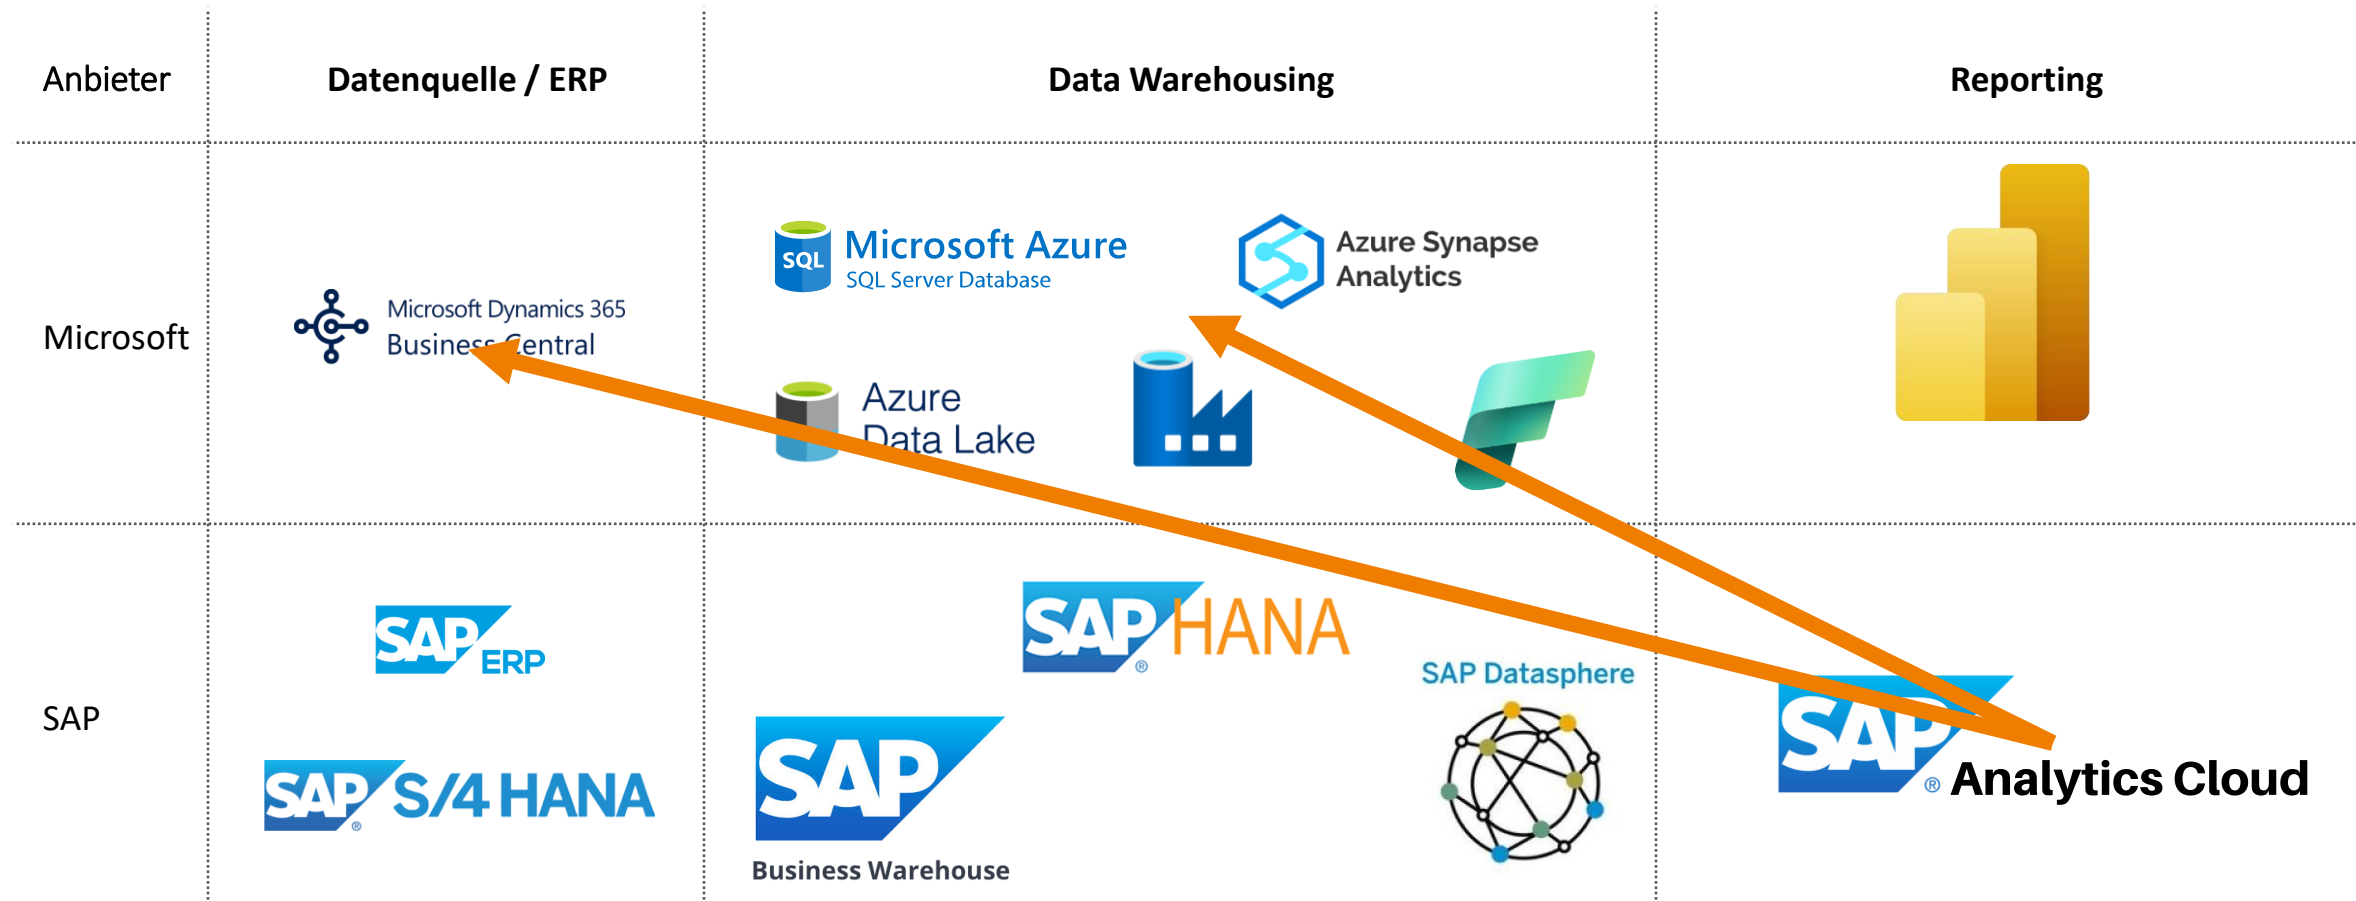 Anbieter
Datenquelle / ERP
Data Warehousing
Reporting
Microsoft
Microsoft Dynamics 365
Business Central
SQL
Microsoft Azure
SQL Server Database
Azure Synapse
Analytics
Azure
Data Lake
SAP
SAP ERP
SAP® S/4 HANA
SAP® HANA
SAP
Business Warehouse
SAP Datasphere
SAP® Analytics Cloud